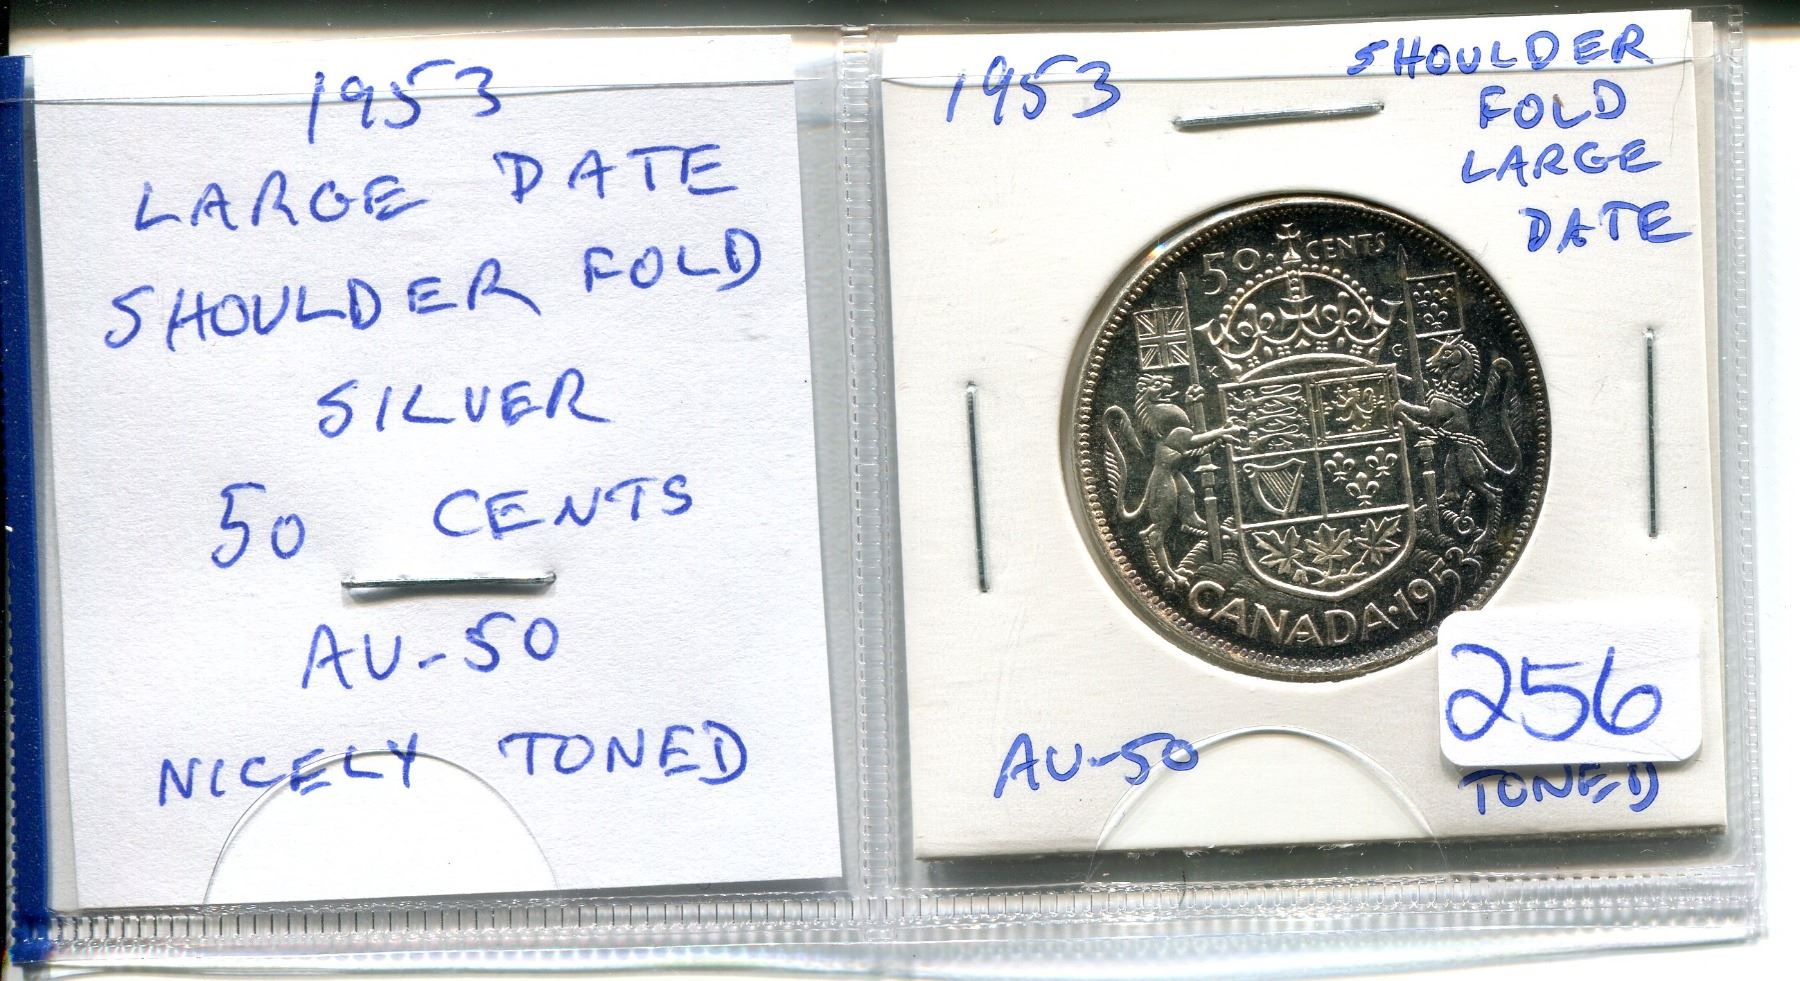 1953
LARGE DATE
SHOULDER FOLD
SILVER
50 CENTS
AU-50
NICELY TONED
1953
SHOULDER
FOLD
LARGE
DATE
50 · CENTS
K G
CANADA · 1953
AU-50
256
TONED